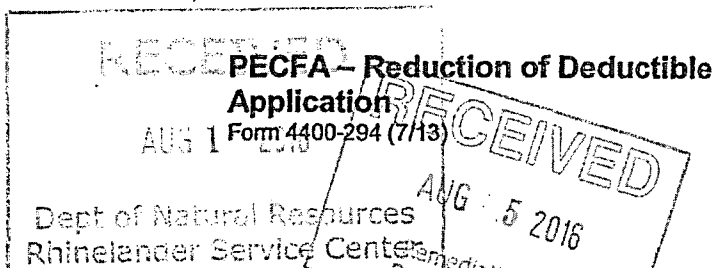 RECEIVED
PECFA – Reduction of Deductible
Application
Form 4400-294 (7/13)
RECEIVED
AUG 1 2016
AUG 5 2016
Dept of Natural Resources
Rhinelander Service Center